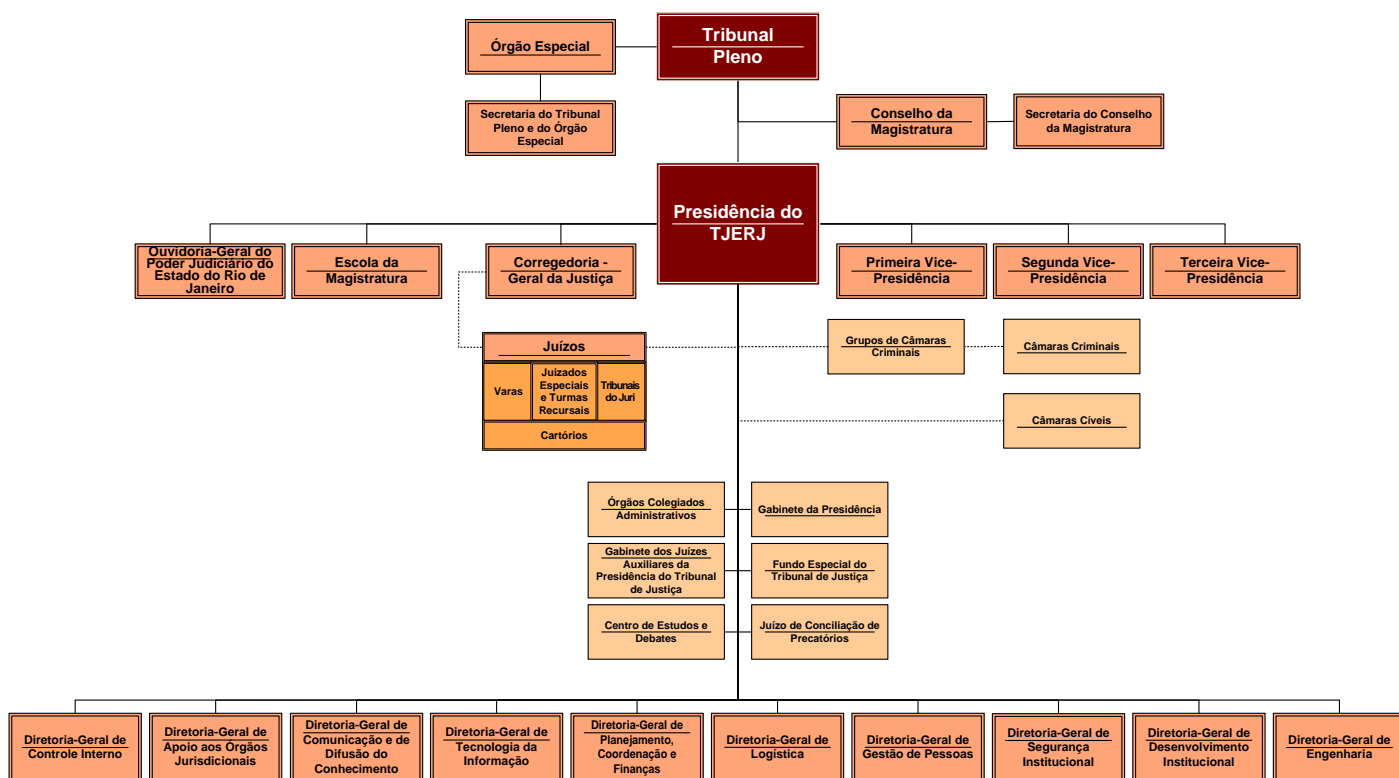 Tribunal
Pleno
Órgão Especial
Secretaria do Tribunal
Pleno e do Órgão
Especial
Conselho da
Magistratura
Secretaria do Conselho
da Magistratura
Presidência do
TJERJ
Ouvidoria-Geral do
Poder Judiciário do
Estado do Rio de
Janeiro
Escola da
Magistratura
Corregedoria -
Geral da Justiça
Primeira Vice-
Presidência
Segunda Vice-
Presidência
Terceira Vice-
Presidência
Juízos
Varas
Juizados
Especiais
e Turmas
Recursais
Tribunais
do Juri
Cartórios
Grupos de Câmaras
Criminais
Câmaras Criminais
Câmaras Cíveis
Órgãos Colegiados
Administrativos
Gabinete da Presidência
Gabinete dos Juízes
Auxiliares da
Presidência do Tribunal
de Justiça
Fundo Especial do
Tribunal de Justiça
Centro de Estudos e
Debates
Juízo de Conciliação de
Precatórios
Diretoria-Geral de
Controle Interno
Diretoria-Geral de
Apoio aos Órgãos
Jurisdicionais
Diretoria-Geral de
Comunicação e de
Difusão do
Conhecimento
Diretoria-Geral de
Tecnologia da
Informação
Diretoria-Geral de
Planejamento,
Coordenação e
Finanças
Diretoria-Geral de
Logística
Diretoria-Geral de
Gestão de Pessoas
Diretoria-Geral de
Segurança
Institucional
Diretoria-Geral de
Desenvolvimento
Institucional
Diretoria-Geral de
Engenharia